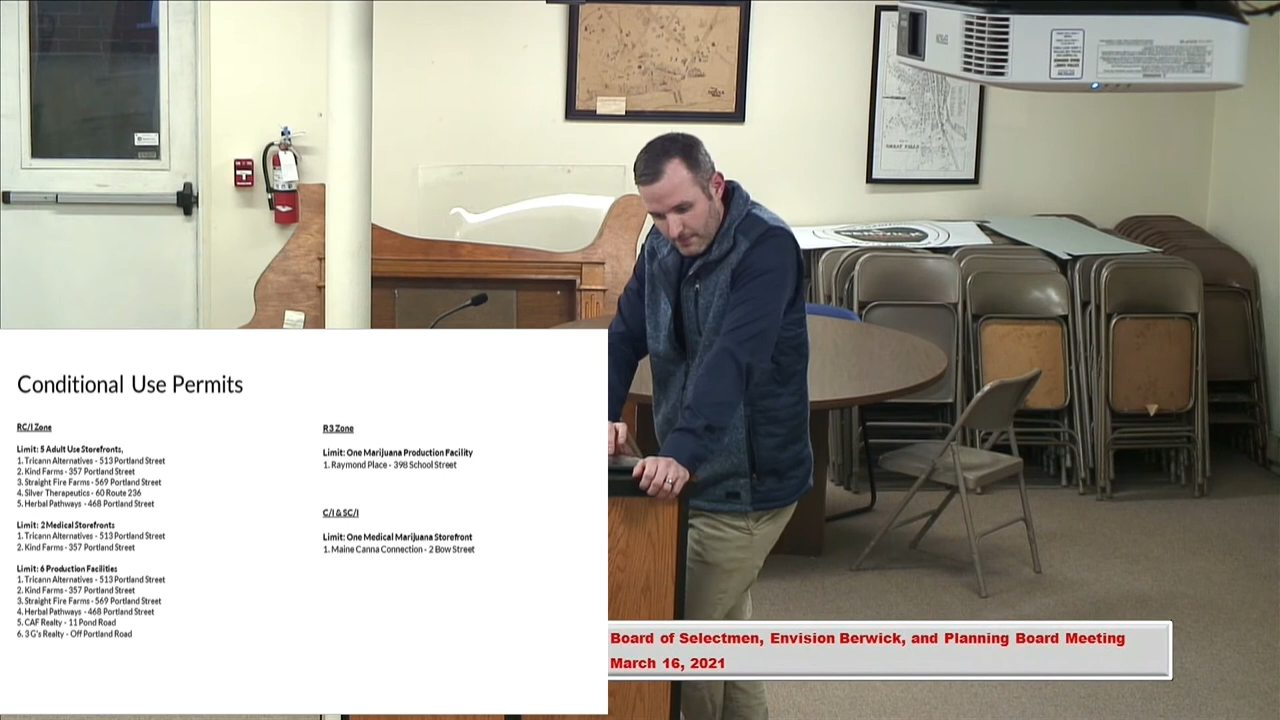 Conditional Use Permits
RC/I Zone
Limit: 5 Adult Use Storefronts,
1. Tricann Alternatives - 513 Portland Street
2. Kind Farms - 357 Portland Street
3. Straight Fire Farms - 569 Portland Street
4. Silver Therapeutics - 60 Route 236
5. Herbal Pathways - 468 Portland Street
Limit: 2 Medical Storefronts
1. Tricann Alternatives - 513 Portland Street
2. Kind Farms - 357 Portland Street
Limit: 6 Production Facilities
1. Tricann Alternatives - 513 Portland Street
2. Kind Farms - 357 Portland Street
3. Straight Fire Farms - 569 Portland Street
4. Herbal Pathways - 468 Portland Street
5. CAF Realty - 11 Pond Road
6. 3 G's Realty - Off Portland Road
R3 Zone
Limit: One Marijuana Production Facility
1. Raymond Place - 398 School Street
C/I & SC/I
Limit: One Medical Marijuana Storefront
1. Maine Canna Connection - 2 Bow Street
Board of Selectmen, Envision Berwick, and Planning Board Meeting
March 16, 2021
GREAT FALLS